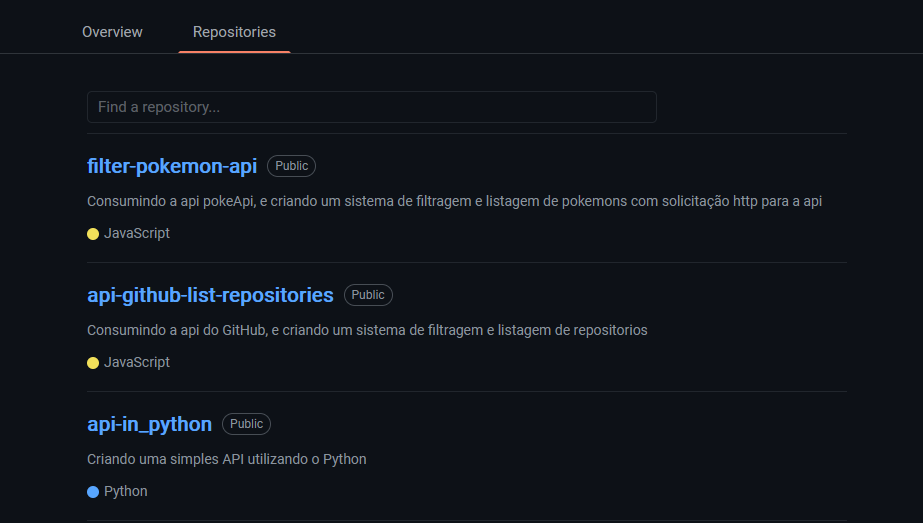 Overview Repositories
Find a repository...
filter-pokemon-api Public
Consumindo a api pokeApi, e criando um sistema de filtragem e listagem de pokemons com solicitação http para a api
JavaScript
api-github-list-repositories Public
Consumindo a api do GitHub, e criando um sistema de filtragem e listagem de repositorios
JavaScript
api-in_python Public
Criando uma simples API utilizando o Python
Python